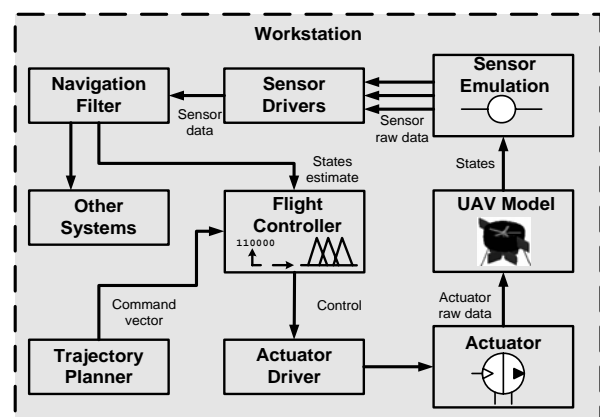 Workstation
Navigation
Filter
Sensor
Drivers
Sensor
Emulation
Sensor
data
Sensor
raw data
States
estimate
States
Other
Systems
Flight
Controller
110000
UAV Model
Command
vector
Control
Actuator
raw data
Trajectory
Planner
Actuator
Driver
Actuator